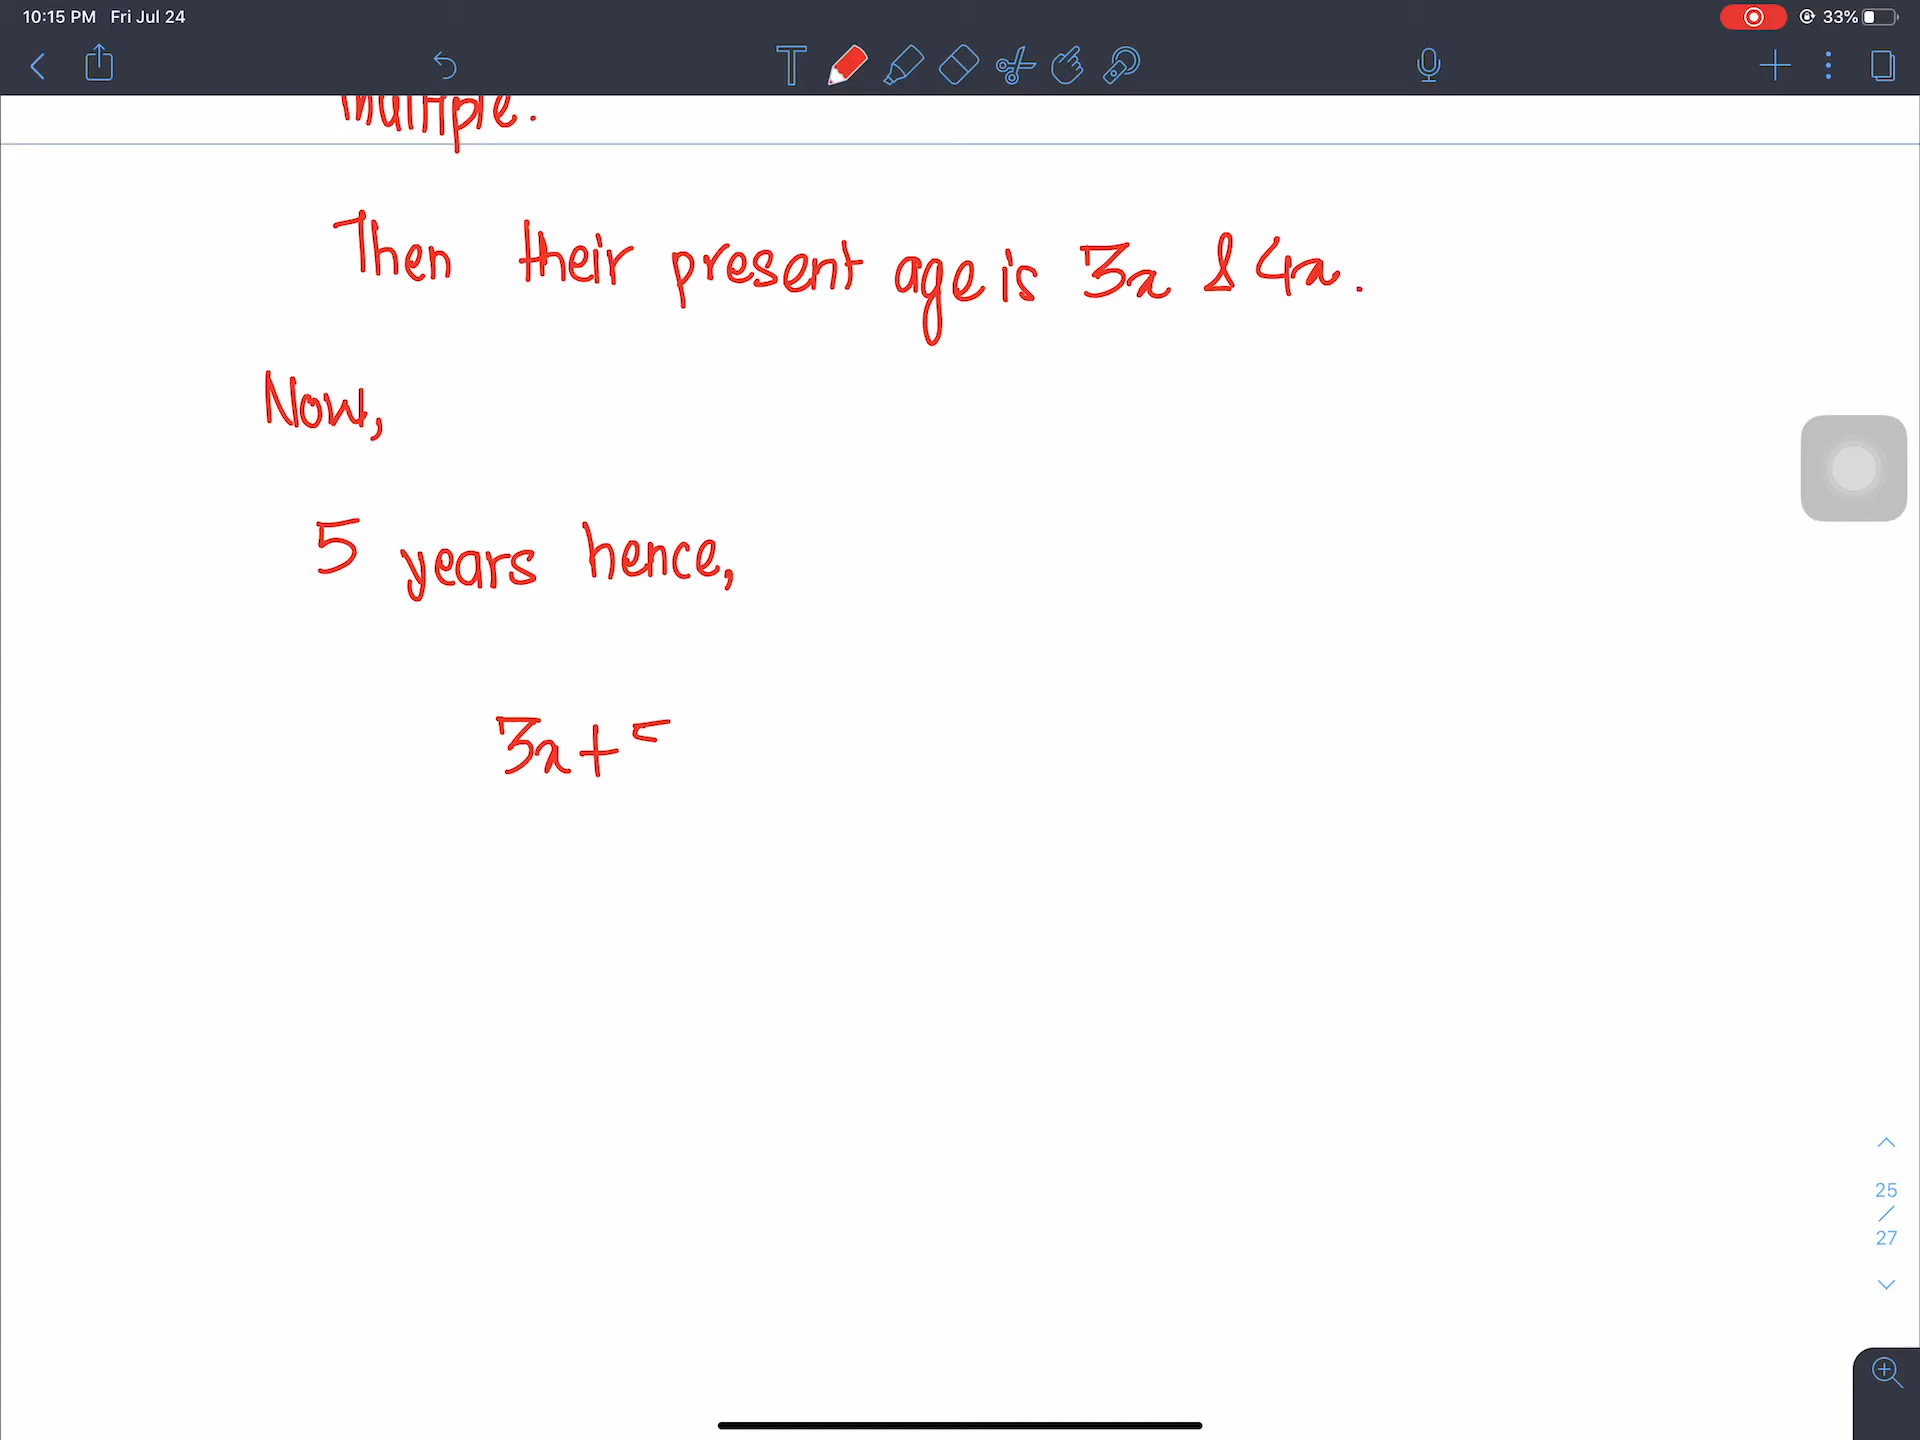 10:15 PM Fri Jul 24 33%
T
multiple.
Then their present age is 3x & 4x.
Now,
5 years hence,
3x+
25
/
27